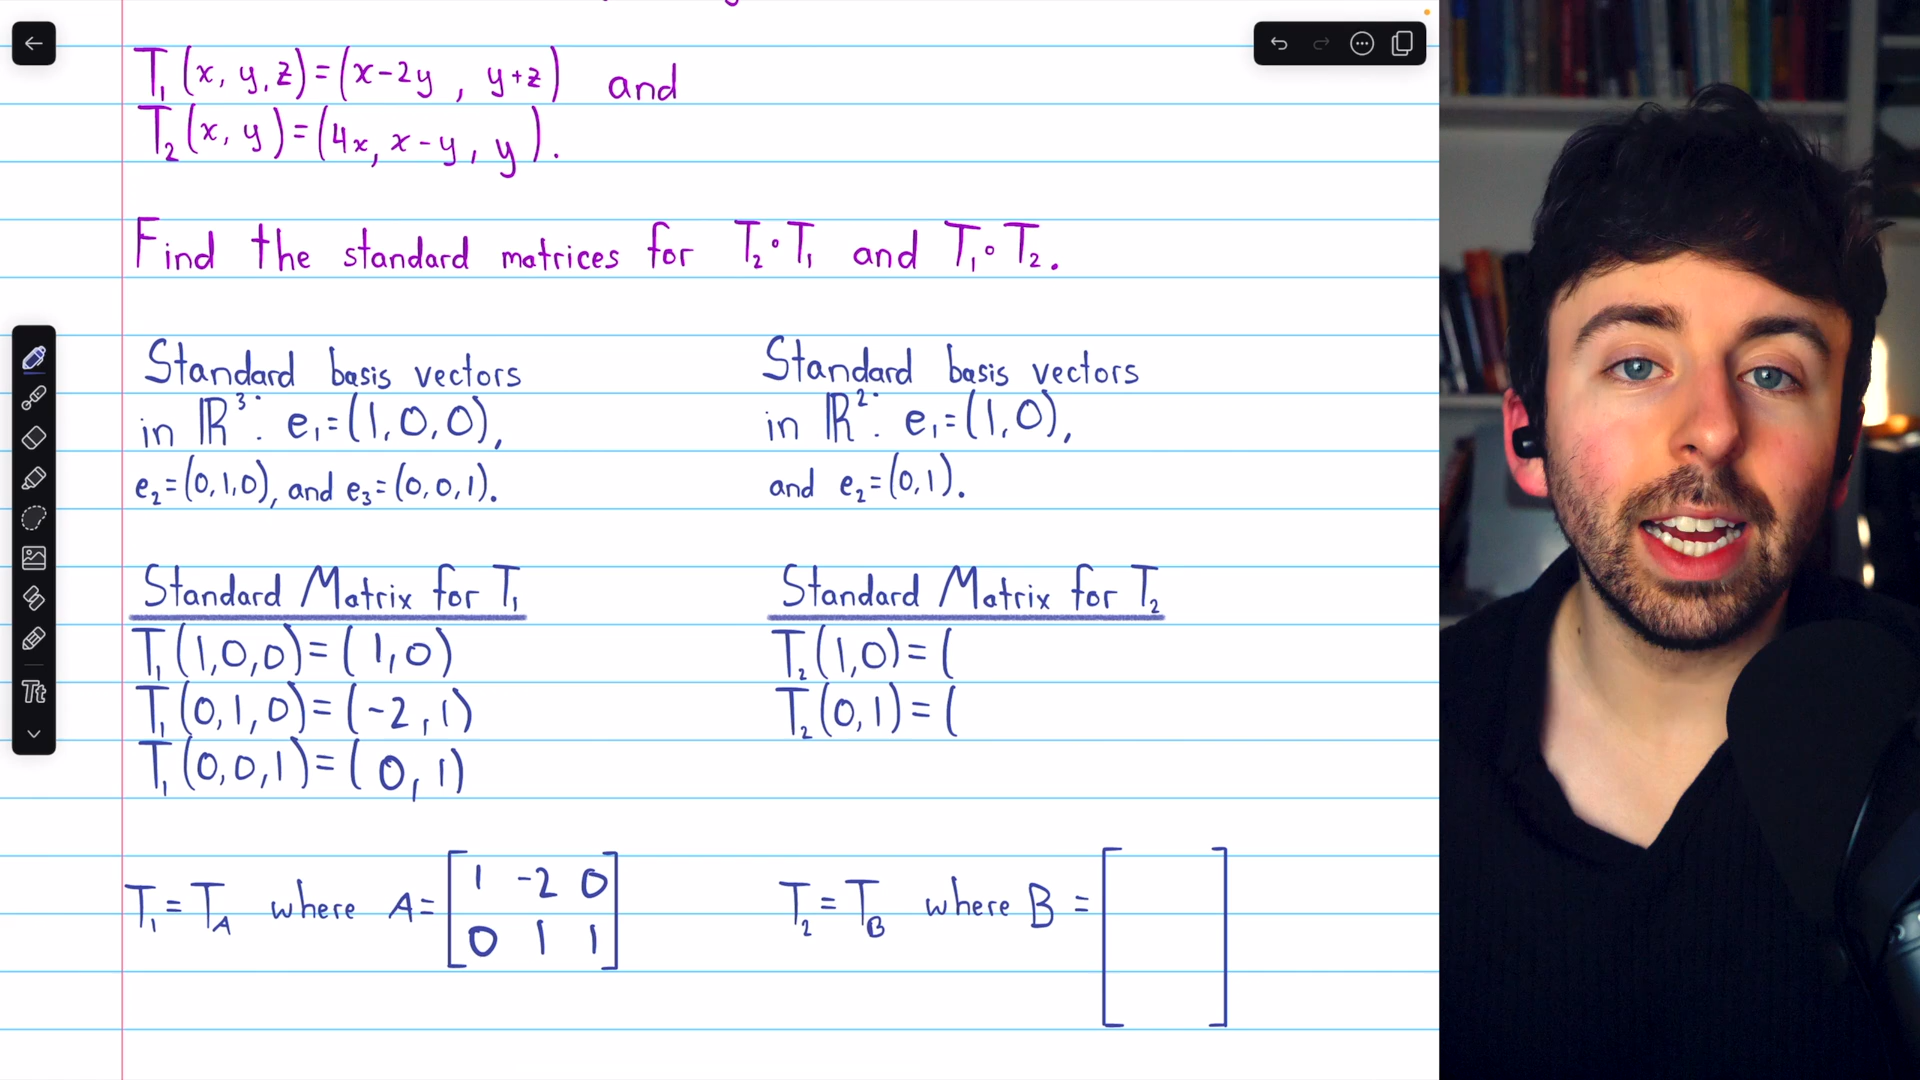 T₁(x, y, z)=(x-2y, y+z) and
T₂(x, y)=(4x, x-y, y).
Find the standard matrices for T₂∘T₁ and T₁∘T₂.
Standard basis vectors
in ℝ³: e₁=(1,0,0),
e₂=(0,1,0), and e₃=(0,0,1).
Standard basis vectors
in ℝ²: e₁=(1,0),
and e₂=(0,1).
Standard Matrix for T₁
T₁(1,0,0)=(1,0)
T₁(0,1,0)=(-2,1)
T₁(0,0,1)=(0,1)
Standard Matrix for T₂
T₂(1,0)=(
T₂(0,1)=(
T₁=T_A where A=[1 -2 0
0 1 1]
T₂=T_B where B=[ ]
Tt